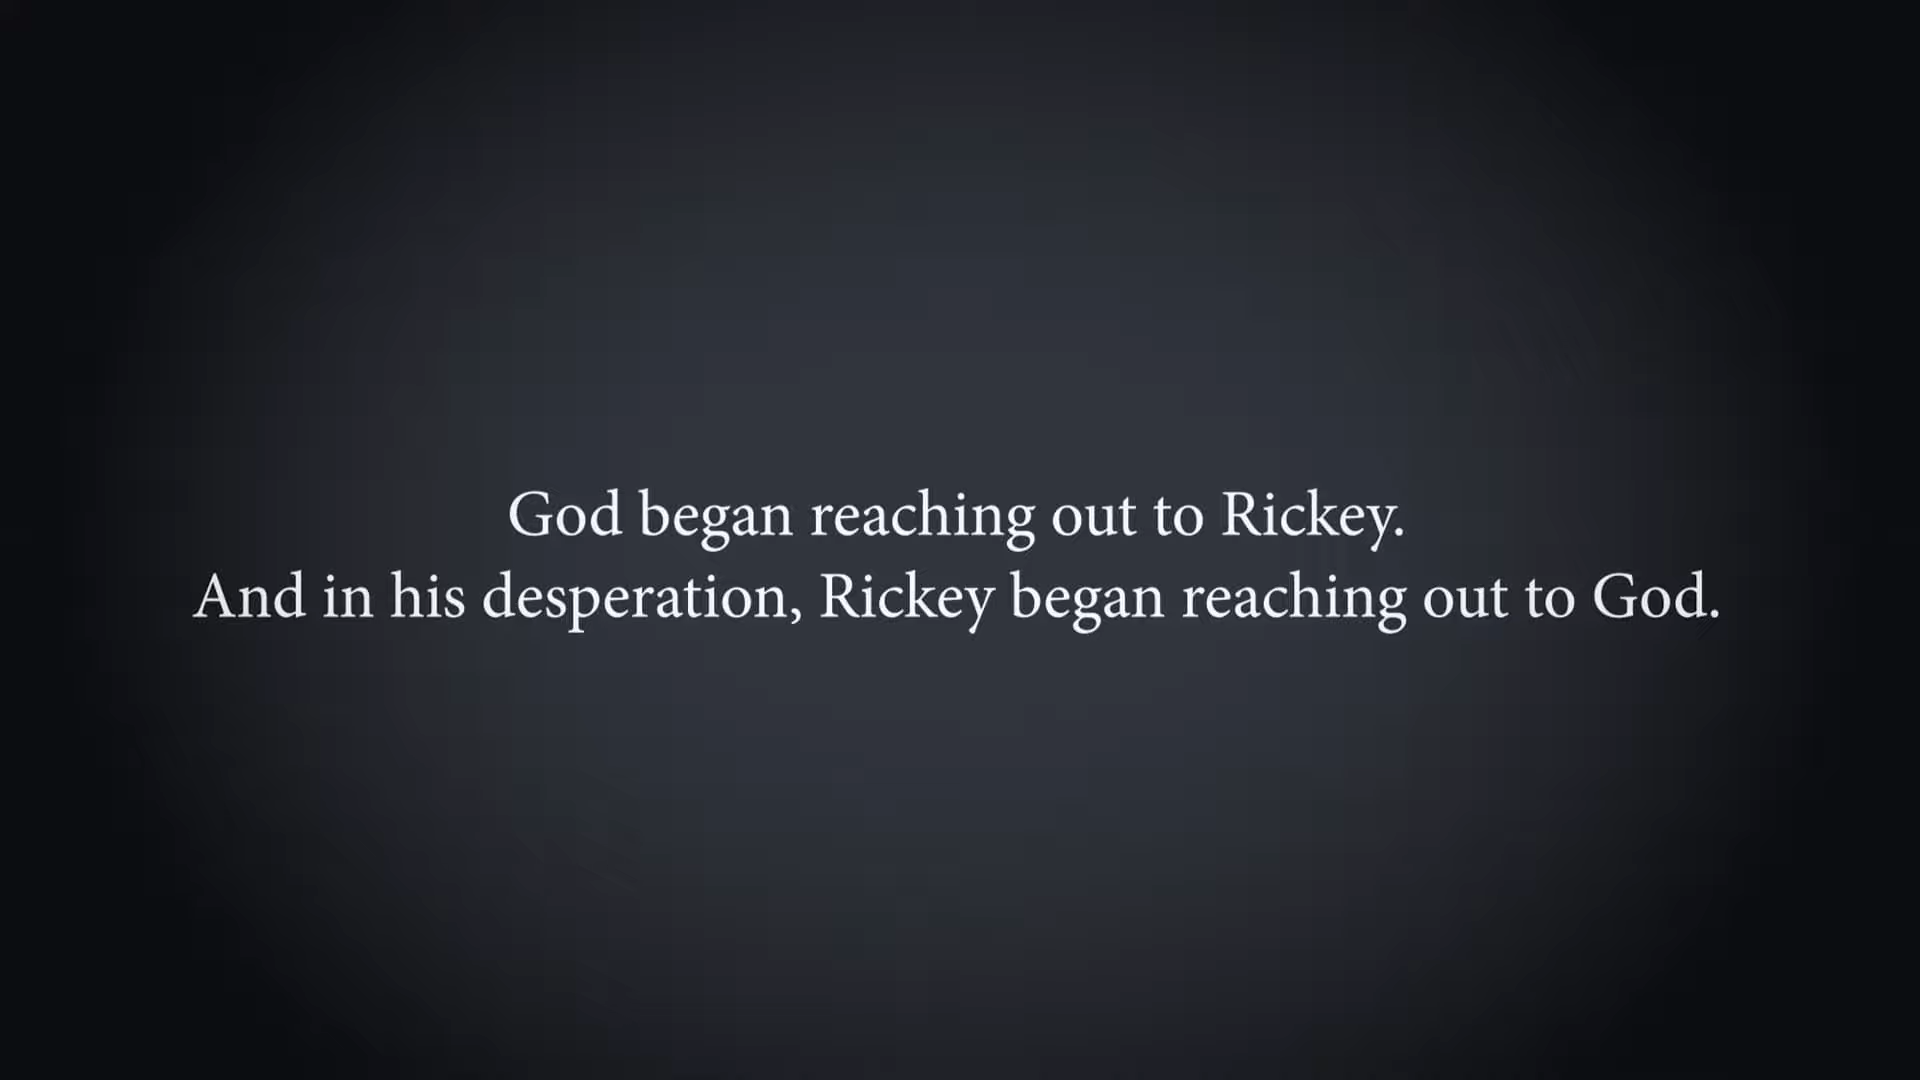 God began reaching out to Rickey.
And in his desperation, Rickey began reaching out to God.